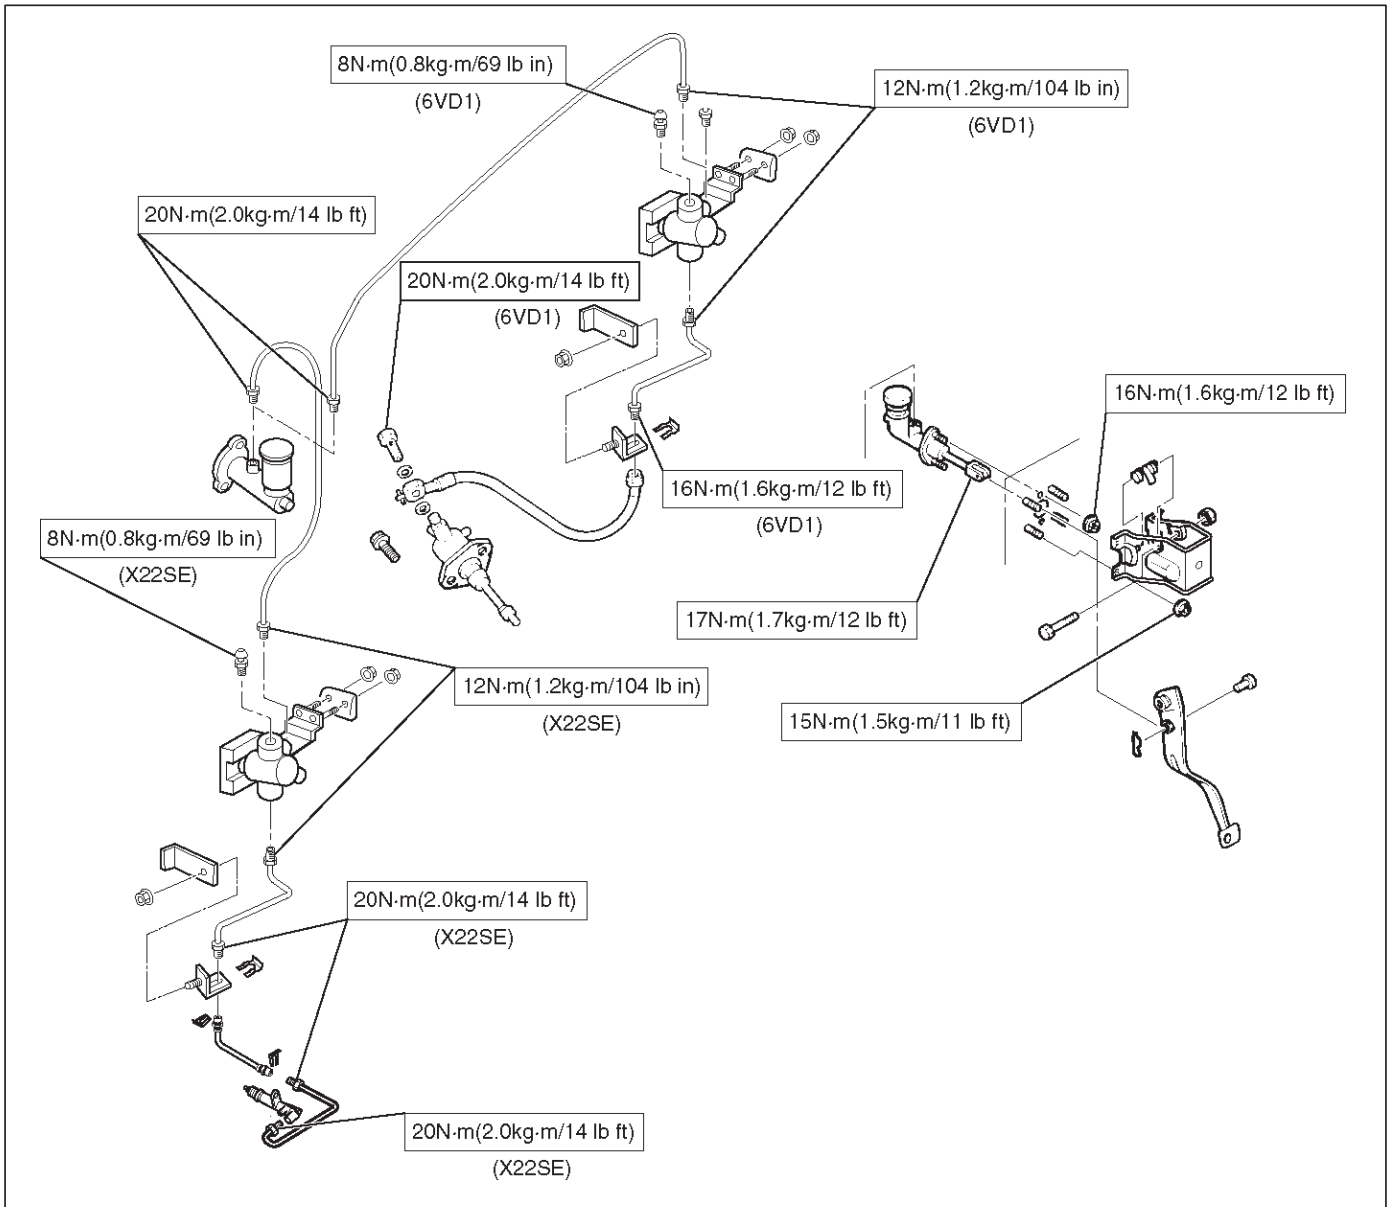 8N·m(0.8kg·m/69 lb in)
(6VD1)
12N·m(1.2kg·m/104 lb in)
(6VD1)
20N·m(2.0kg·m/14 lb ft)
20N·m(2.0kg·m/14 lb ft)
(6VD1)
16N·m(1.6kg·m/12 lb ft)
16N·m(1.6kg·m/12 lb ft)
(6VD1)
8N·m(0.8kg·m/69 lb in)
(X22SE)
17N·m(1.7kg·m/12 lb ft)
12N·m(1.2kg·m/104 lb in)
(X22SE)
15N·m(1.5kg·m/11 lb ft)
20N·m(2.0kg·m/14 lb ft)
(X22SE)
20N·m(2.0kg·m/14 lb ft)
(X22SE)